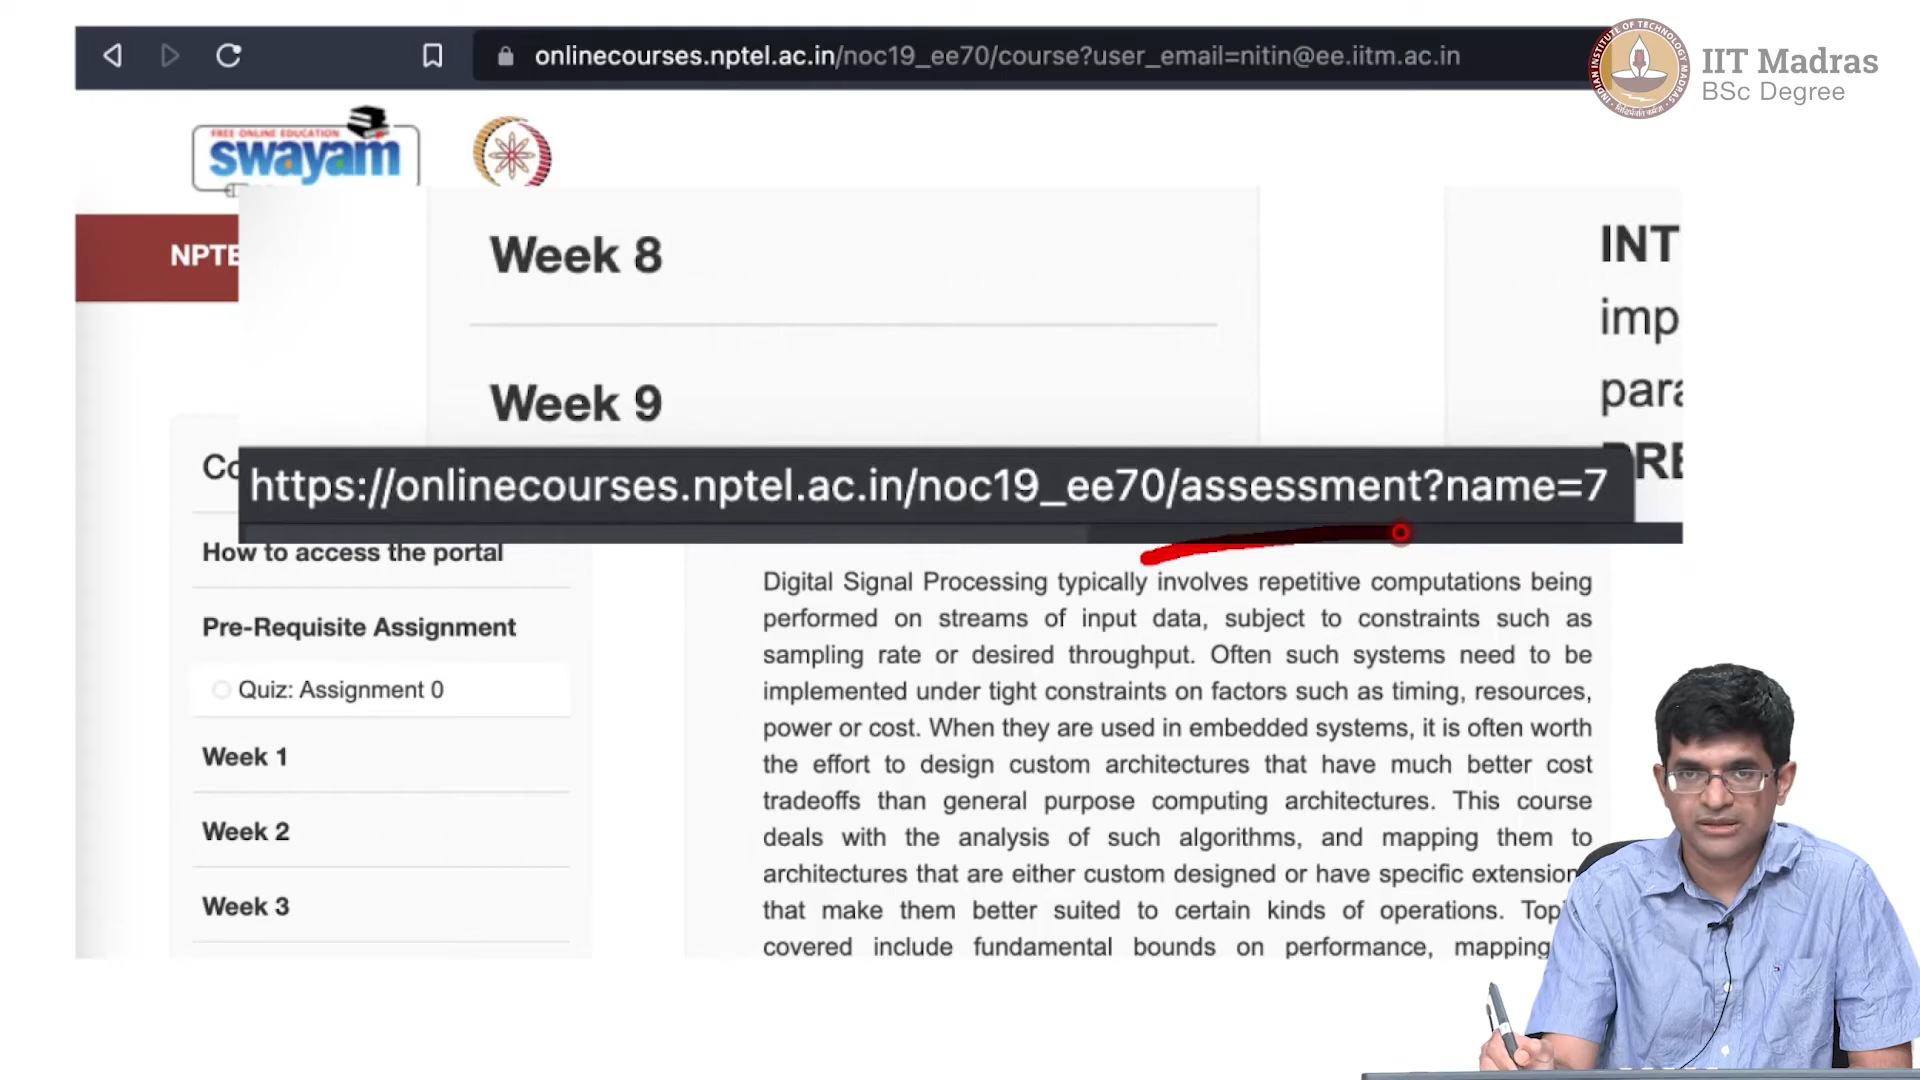 onlinecourses.nptel.ac.in/noc19_ee70/course?user_email=nitin@ee.iitm.ac.in
IIT Madras
BSc Degree
FREE ONLINE EDUCATION
swayam
NPTE
Week 8
INT
imp
Week 9
para
PRE
Co
https://onlinecourses.nptel.ac.in/noc19_ee70/assessment?name=7
How to access the portal
Pre-Requisite Assignment
Quiz: Assignment 0
Week 1
Week 2
Week 3
Digital Signal Processing typically involves repetitive computations being
performed on streams of input data, subject to constraints such as
sampling rate or desired throughput. Often such systems need to be
implemented under tight constraints on factors such as timing, resources,
power or cost. When they are used in embedded systems, it is often worth
the effort to design custom architectures that have much better cost
tradeoffs than general purpose computing architectures. This course
deals with the analysis of such algorithms, and mapping them to
architectures that are either custom designed or have specific extension
that make them better suited to certain kinds of operations. Top
covered include fundamental bounds on performance, mapping